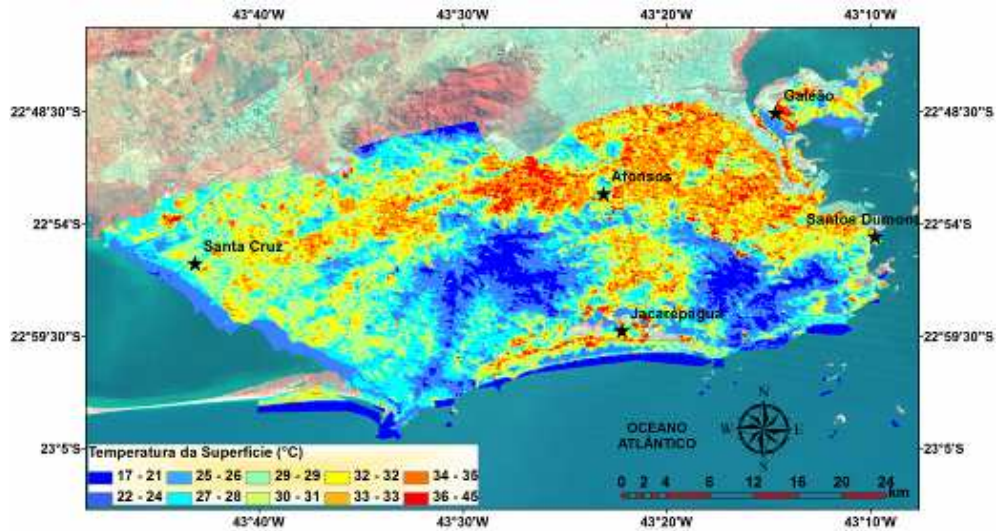 43°40'W 43°30'W 43°20'W 43°10'W
22°48'30"S Galeão 22°48'30"S
Afonsos
22°54'S Santos Dumont 22°54'S
Santa Cruz
22°59'30"S Jacarepagua 22°59'30"S
N
W E
S
OCEANO
ATLÂNTICO
23°5'S 23°5'S
Temperatura da Superfície (°C)
17 - 21 25 - 26 29 - 29 32 - 32 34 - 35
22 - 24 27 - 28 30 - 31 33 - 33 36 - 45
0 2 4 8 12 16 20 24
km
43°40'W 43°30'W 43°20'W 43°10'W